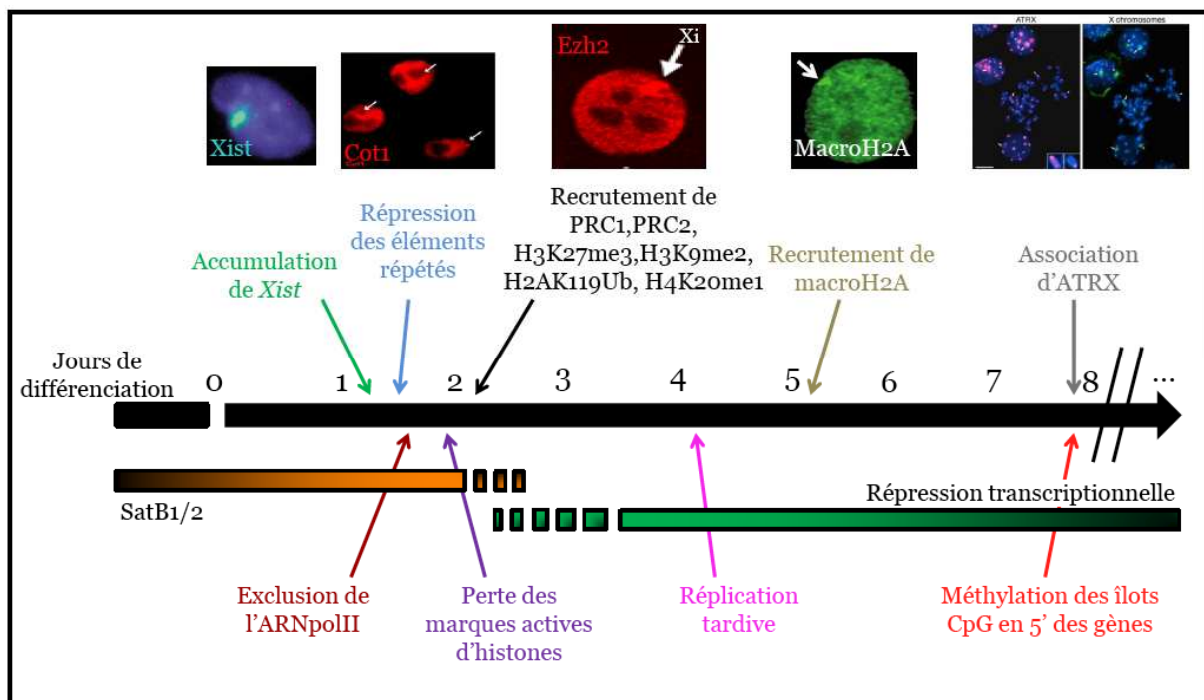 ATRX
X chromosomes
Ezh2
Xi
Xist
Cot1
MacroH2A
Accumulation
de Xist
Répression
des éléments
répétés
Recrutement de
PRC1,PRC2,
H3K27me3,H3K9me2,
H2AK119Ub, H4K20me1
Recrutement de
macroH2A
Association
d'ATRX
Jours de
différenciation
0 1 2 3 4 5 6 7 8 ...
SatB1/2
Répression transcriptionnelle
Exclusion de
l'ARNpolII
Perte des
marques actives
d'histones
Réplication
tardive
Méthylation des îlots
CpG en 5' des gènes